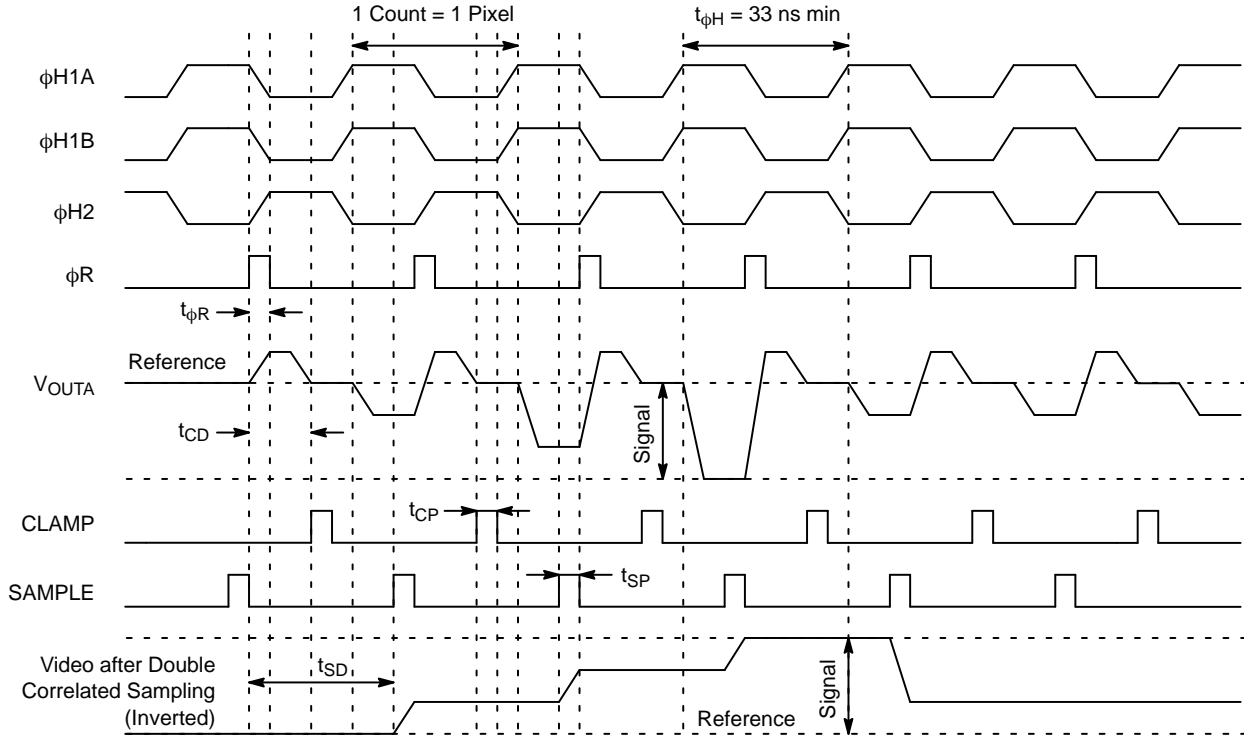 1 Count = 1 Pixel
tϕH = 33 ns min
ϕH1A
ϕH1B
ϕH2
ϕR
tϕR
Reference
VOUTA
tCD
Signal
CLAMP
tCP
SAMPLE
tSP
Video after Double
Correlated Sampling
(Inverted)
tSD
Reference
Signal